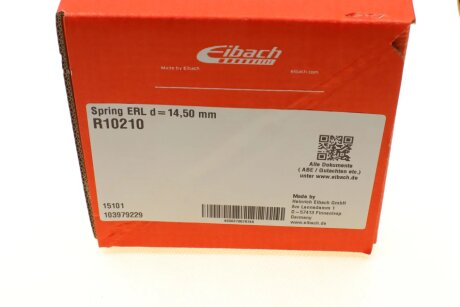 Eibach
Made by Eibach
eibach.com
Spring ERL d=14,50 mm
R10210
Alle Dokumente
( ABE / Gutachten etc.)
unter www.eibach.de
15101
103979229
Made by
Heinrich Eibach GmbH
Am Lennedamm 1
D - 57413 Finnentrop
Germany
www.eibach.de